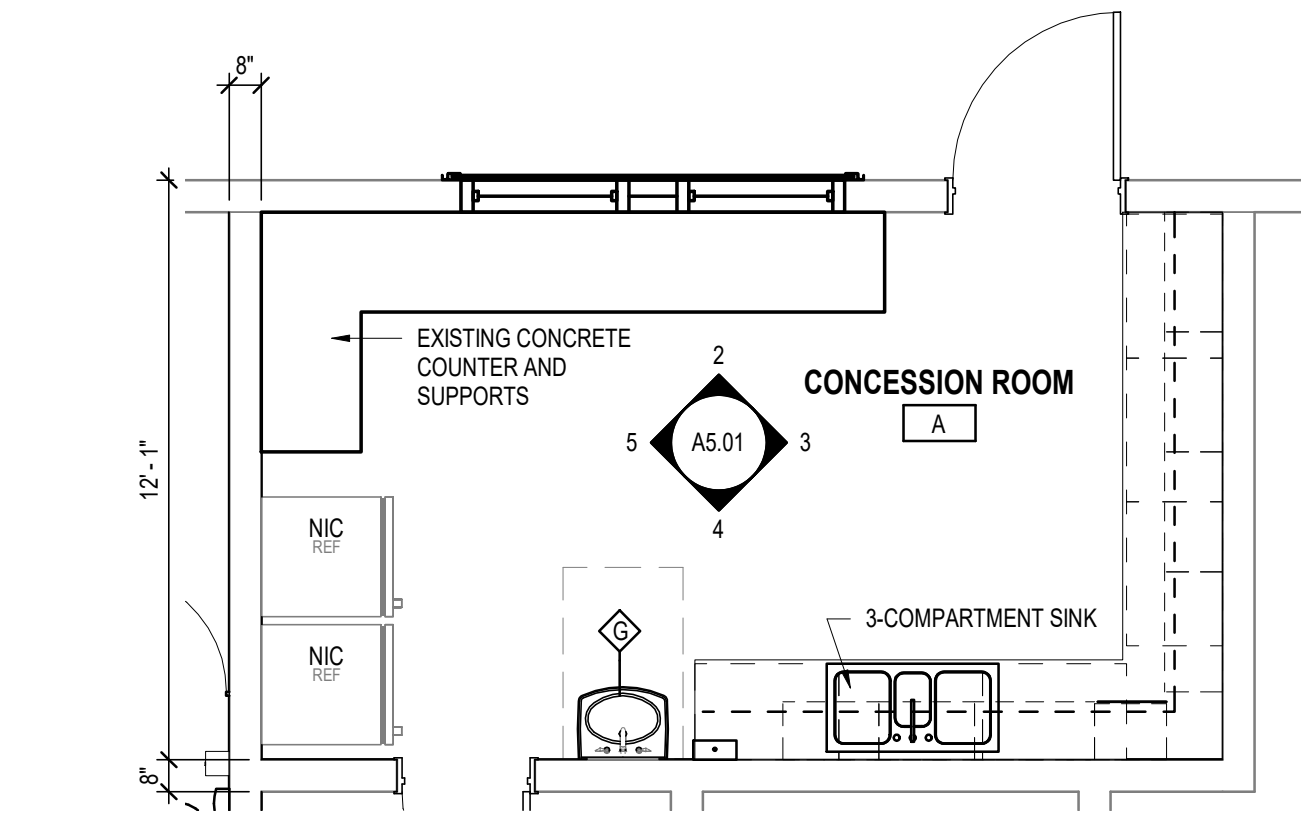 8"
EXISTING CONCRETE
COUNTER AND
SUPPORTS
2
CONCESSION ROOM
A
5
A5.01
3
4
12' - 1"
NIC
REF
G
3-COMPARTMENT SINK
NIC
REF
8"